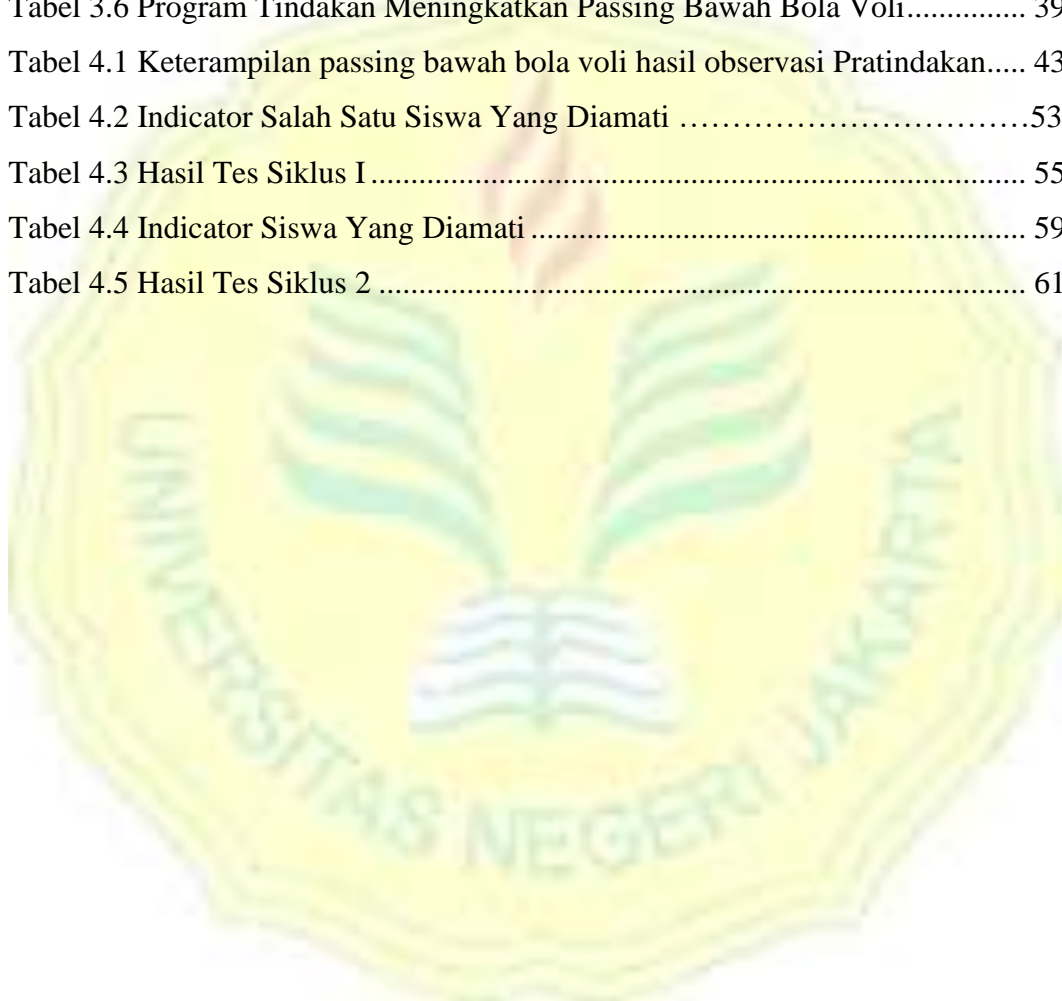 Tabel 3.6 Program Tindakan Meningkatkan Passing Bawah Bola Voli.............. 39
Tabel 4.1 Keterampilan passing bawah bola voli hasil observasi Pratindakan..... 43
Tabel 4.2 Indicator Salah Satu Siswa Yang Diamati ……………………………53
Tabel 4.3 Hasil Tes Siklus I ................................................................................ 55
Tabel 4.4 Indicator Siswa Yang Diamati ............................................................ 59
Tabel 4.5 Hasil Tes Siklus 2 ............................................................................... 61
UNIVERSITAS NEGERI JAKARTA